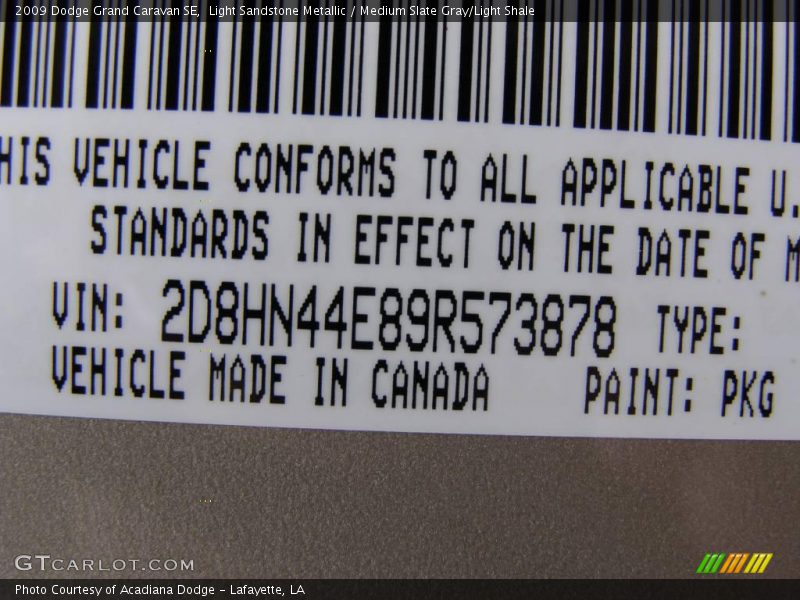 2009 Dodge Grand Caravan SE,  Light Sandstone Metallic / Medium Slate Gray/Light Shale
HIS VEHICLE CONFORMS TO ALL APPLICABLE U.
STANDARDS IN EFFECT ON THE DATE OF M
VIN: 2D8HN44E89R573878 TYPE:
VEHICLE MADE IN CANADA PAINT: PKG
GTCARLOT.COM
Photo Courtesy of Acadiana Dodge - Lafayette, LA